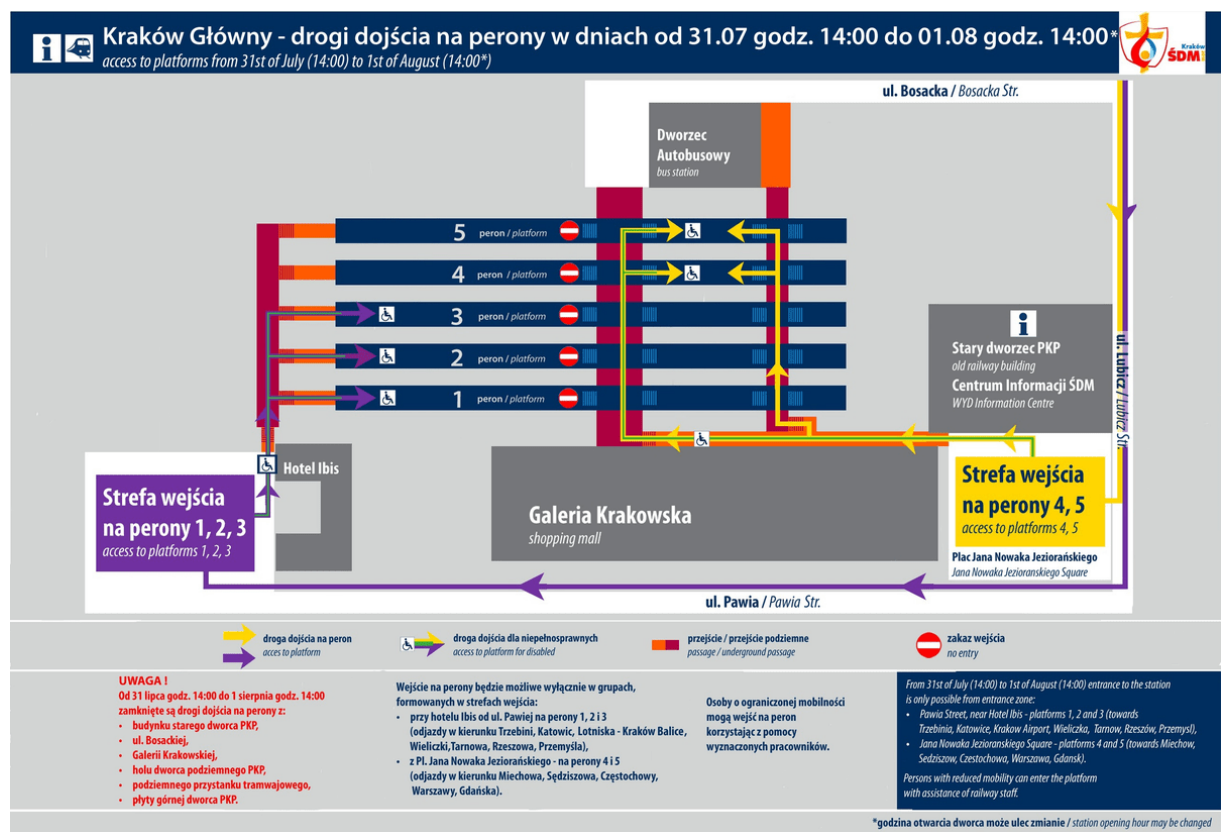 Kraków Główny - drogi dojścia na perony w dniach od 31.07 godz. 14:00 do 01.08 godz. 14:00*
access to platforms from 31st of July (14:00) to 1st of August (14:00*)
Kraków
ŚDM
ul. Bosacka / Bosacka Str.
Dworzec
Autobusowy
bus station
5 peron / platform
4 peron / platform
3 peron / platform
2 peron / platform
1 peron / platform
Stary dworzec PKP
old railway building
Centrum Informacji ŚDM
WYD Information Centre
ul. Lubicz / Lubicz Str.
Hotel Ibis
Strefa wejścia
na perony 1, 2, 3
access to platforms 1, 2, 3
Galeria Krakowska
shopping mall
Strefa wejścia
na perony 4, 5
access to platforms 4, 5
Plac Jana Nowaka Jeziorańskiego
Jana Nowaka Jezioranskiego Square
ul. Pawia / Pawia Str.
droga dojścia na peron
acces to platform
droga dojścia dla niepełnosprawnych
access to platform for disabled
przejście / przejście podziemne
passage / underground passage
zakaz wejścia
no entry
UWAGA !
Od 31 lipca godz. 14:00 do 1 sierpnia godz. 14:00
zamknięte są drogi dojścia na perony z:
• budynku starego dworca PKP,
• ul. Bosackiej,
• Galerii Krakowskiej,
• holu dworca podziemnego PKP,
• podziemnego przystanku tramwajowego,
• płyty górnej dworca PKP.
Wejście na perony będzie możliwe wyłącznie w grupach,
formowanych w strefach wejścia:
• przy hotelu Ibis od ul. Pawiej na perony 1, 2 i 3
(odjazdy w kierunku Trzebini, Katowic, Lotniska - Kraków Balice,
Wieliczki,Tarnowa, Rzeszowa, Przemyśla),
• z Pl. Jana Nowaka Jeziorańskiego - na perony 4 i 5
(odjazdy w kierunku Miechowa, Sędziszowa, Częstochowy,
Warszawy, Gdańska).
Osoby o ograniczonej mobilności
mogą wejść na peron
korzystając z pomocy
wyznaczonych pracowników.
From 31st of July (14:00) to 1st of August (14:00) entrance to the station
is only possible from entrance zone:
• Pawia Street, near Hotel Ibis - platforms 1, 2 and 3 (towards
Trzebinia, Katowice, Krakow Airport, Wieliczka, Tarnow, Rzeszów, Przemysl),
• Jana Nowaka Jezioranskiego Square - platforms 4 and 5 (towards Miechow,
Sedziszow, Czestochowa, Warszawa, Gdansk).
Persons with reduced mobility can enter the platform
with assistance of railway staff.
*godzina otwarcia dworca może ulec zmianie / station opening hour may be changed